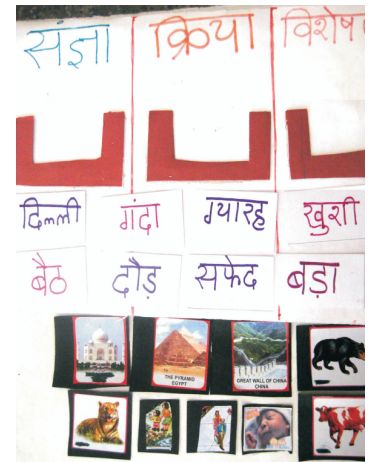 संज्ञा क्रिया विशेष
दिल्ली गंदा ग्यारह खुशी
बैठ दौड़ सफेद बड़ा
THE PYRAMID
EGYPT
GREAT WALL OF CHINA
CHINA